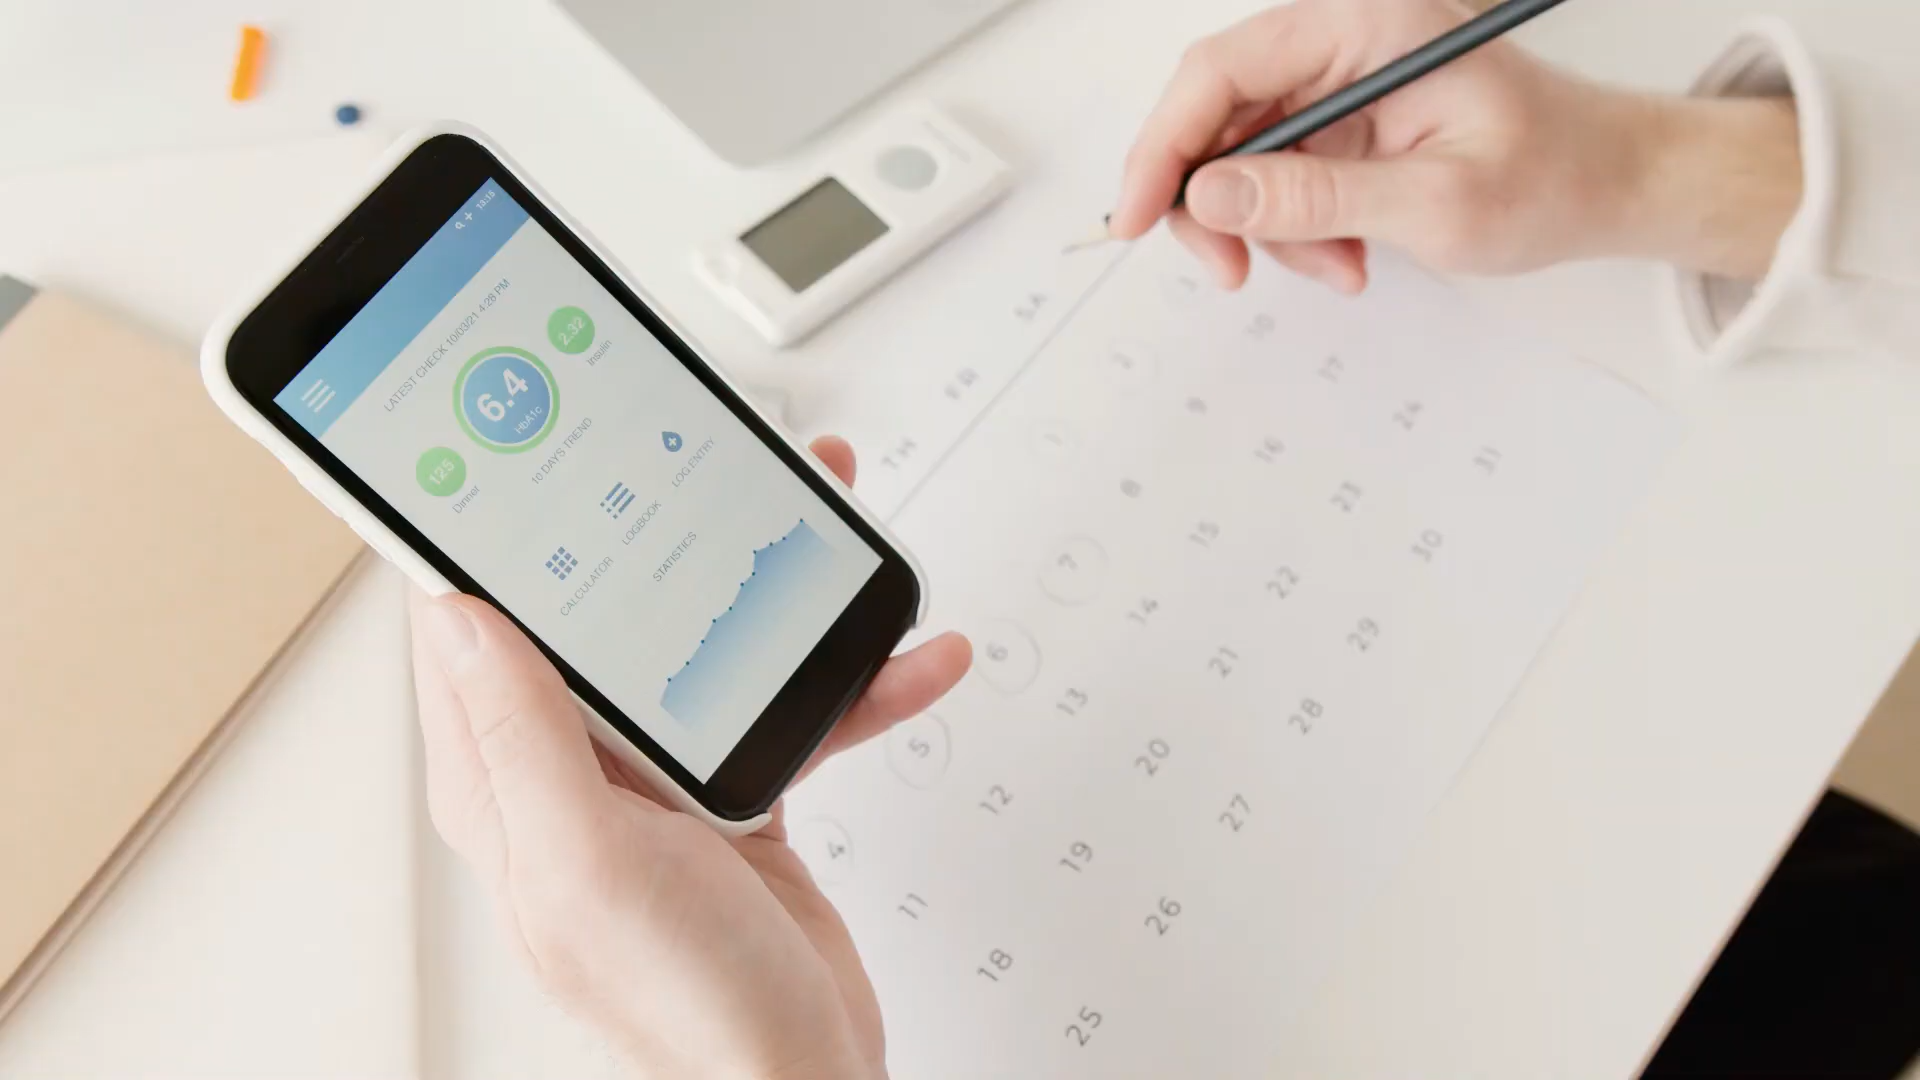 18:15
LATEST CHECK 10/03/21 4:28 PM
6.4
HbA1c
2.32
Insulin
125
Dinner
10 DAYS TREND
LOG ENTRY
LOGBOOK
CALCULATOR
STATISTICS
TH FR SA
1 2 3
4 5 6 7 8 9 10
11 12 13 14 15 16 17
18 19 20 21 22 23 24
25 26 27 28 29 30 31